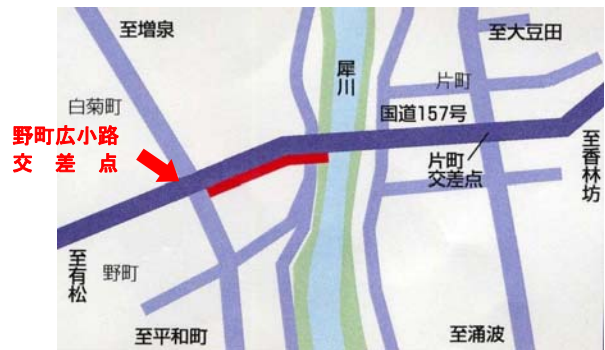 至増泉
至大豆田
犀川
片町
白菊町
国道157号
野町広小路
交差点
片町
交差点
至香林坊
至有松
野町
至平和町
至涌波